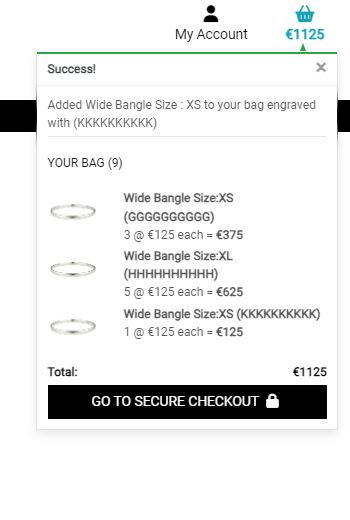 My Account
€1125
Success!
×
Added Wide Bangle Size : XS to your bag engraved
with (KKKKKKKKKK)
YOUR BAG (9)
Wide Bangle Size:XS
(GGGGGGGGGG)
3 @ €125 each = €375
Wide Bangle Size:XL
(HHHHHHHHHH)
5 @ €125 each = €625
Wide Bangle Size:XS (KKKKKKKKKK)
1 @ €125 each = €125
Total: €1125
GO TO SECURE CHECKOUT